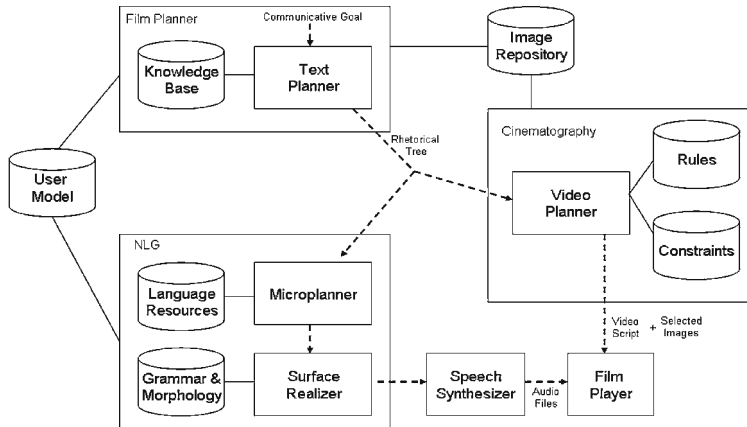 Film Planner
Communicative Goal
Knowledge
Base
Text
Planner
Image
Repository
Rhetorical
Tree
Cinematography
Rules
User
Model
Video
Planner
Constraints
NLG
Language
Resources
Microplanner
Video
Script
+
Selected
Images
Grammar &
Morphology
Surface
Realizer
Speech
Synthesizer
Audio
Files
Film
Player